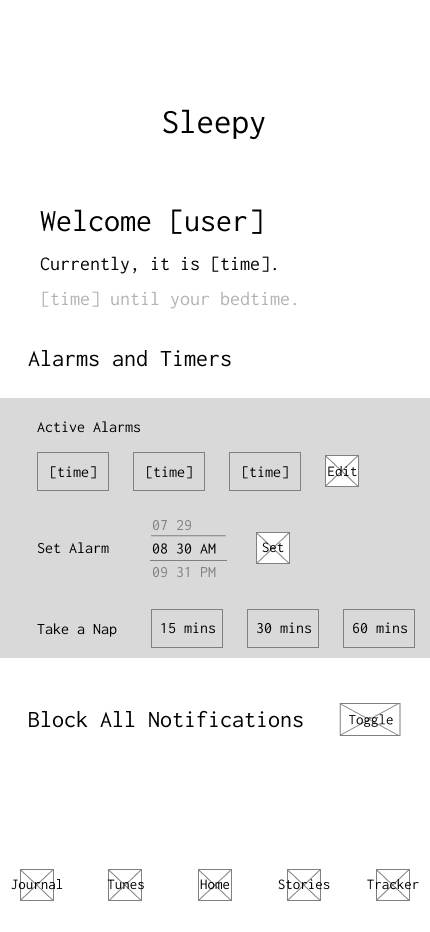 Sleepy
Welcome [user]
Currently, it is [time].
[time] until your bedtime.
Alarms and Timers
Active Alarms
[time] [time] [time] Edit
07 29
Set Alarm 08 30 AM Set
09 31 PM
Take a Nap 15 mins 30 mins 60 mins
Block All Notifications Toggle
Journal Tunes Home Stories Tracker